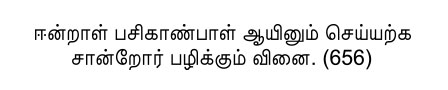 ஈன்றாள் பசிகாண்பாள் ஆயினும் செய்யற்க
சான்றோர் பழிக்கும் வினை. (656)